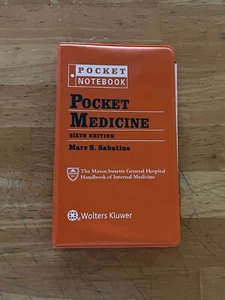 POCKET
NOTEBOOK
POCKET
MEDICINE
SIXTH EDITION
Marc S. Sabatine
The Massachusetts General Hospital
Handbook of Internal Medicine
Wolters Kluwer